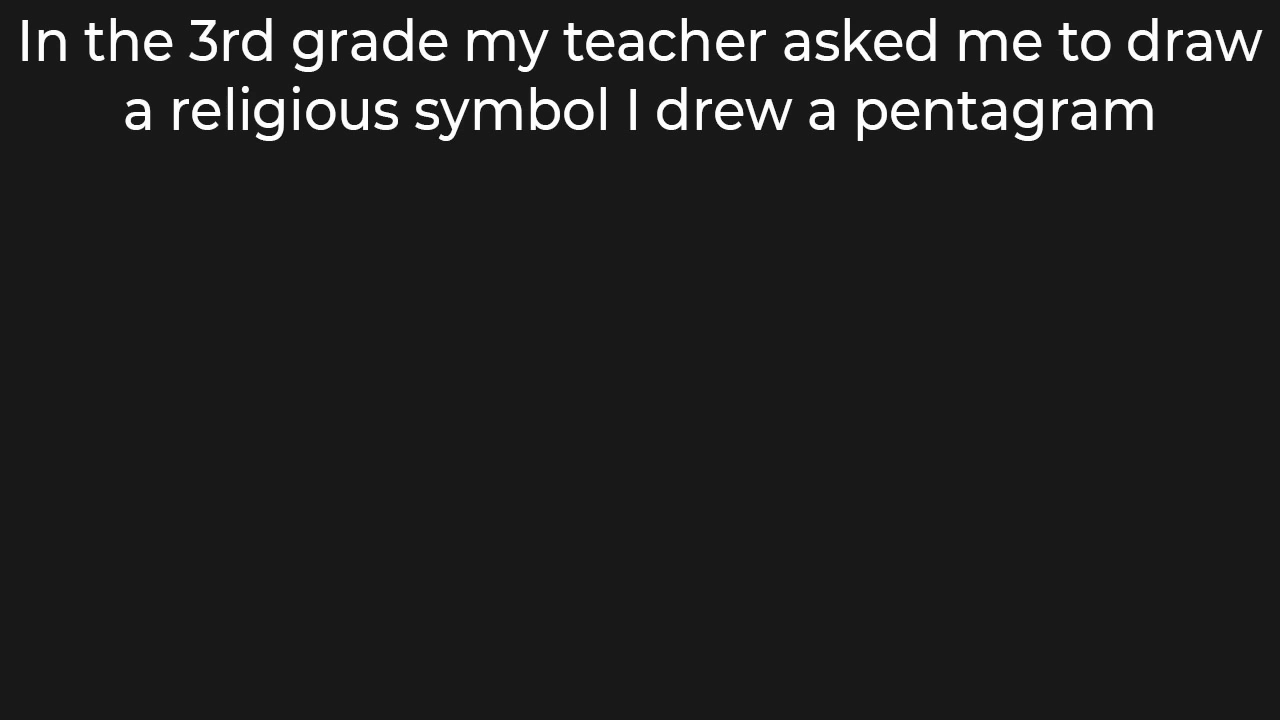 In the 3rd grade my teacher asked me to draw
a religious symbol I drew a pentagram